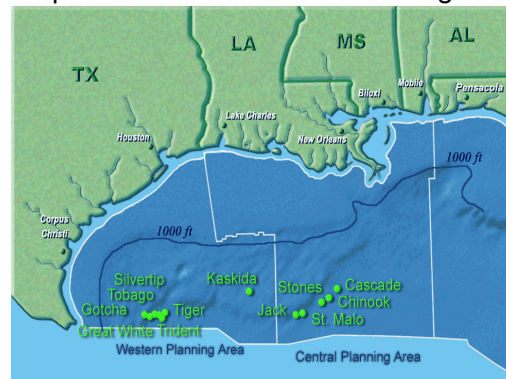 TX
LA
MS
AL
Biloxi
Mobile
Pensacola
Lake Charles
Houston
New Orleans
1000 ft
Corpus
Christi
1000 ft
Silvertip
Tobago
Kaskida
Stones
Cascade
Chinook
Gotcha
Tiger
Jack
St. Malo
Great White Trident
Western Planning Area
Central Planning Area